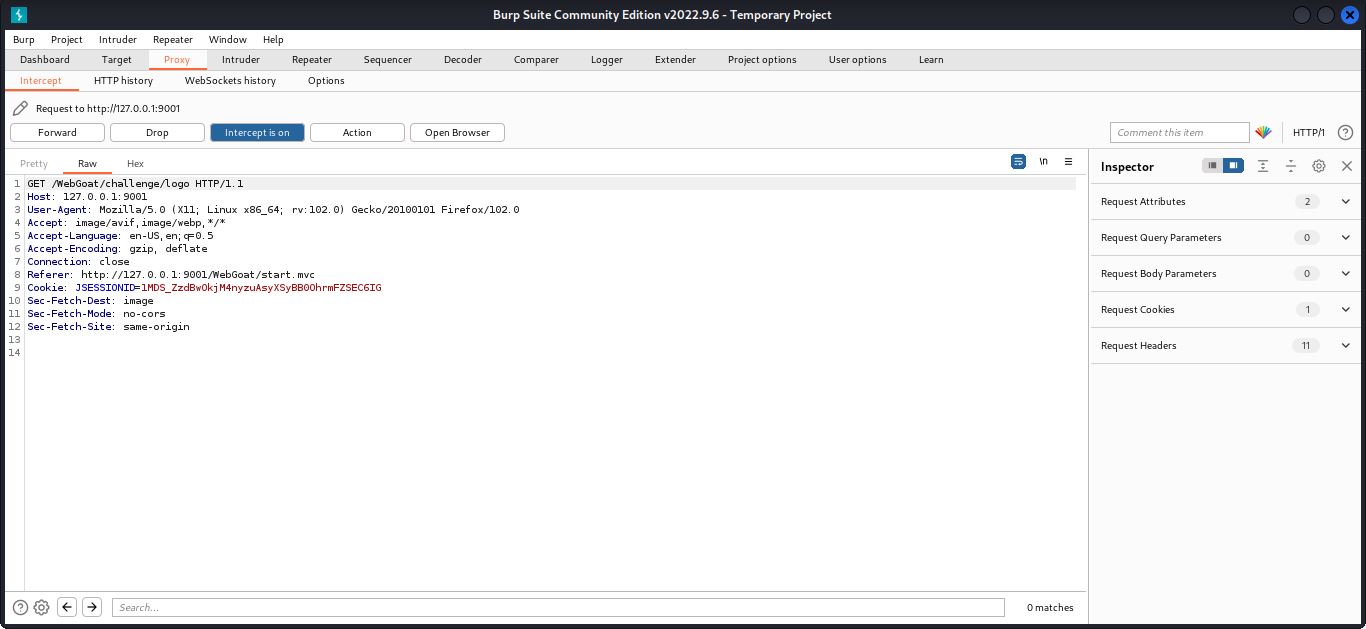 Burp Suite Community Edition v2022.9.6 - Temporary Project
Burp Project Intruder Repeater Window Help
Dashboard Target Proxy Intruder Repeater Sequencer Decoder Comparer Logger Extender Project options User options Learn
Intercept HTTP history WebSockets history Options
Request to http://127.0.0.1:9001
Forward Drop Intercept is on Action Open Browser Comment this item HTTP/1 ?
Pretty Raw Hex \n
Inspector
1 GET /WebGoat/challenge/logo HTTP/1.1
2 Host: 127.0.0.1:9001
3 User-Agent: Mozilla/5.0 (X11; Linux x86_64; rv:102.0) Gecko/20100101 Firefox/102.0
4 Accept: image/avif,image/webp,*/*
5 Accept-Language: en-US,en;q=0.5
6 Accept-Encoding: gzip, deflate
7 Connection: close
8 Referer: http://127.0.0.1:9001/WebGoat/start.mvc
9 Cookie: JSESSIONID=1MDS_ZzdBwOkjM4nyzuAsyXSyBB0OhrmFZSEC6IG
10 Sec-Fetch-Dest: image
11 Sec-Fetch-Mode: no-cors
12 Sec-Fetch-Site: same-origin
13
14
Request Attributes 2
Request Query Parameters 0
Request Body Parameters 0
Request Cookies 1
Request Headers 11
? Search... 0 matches